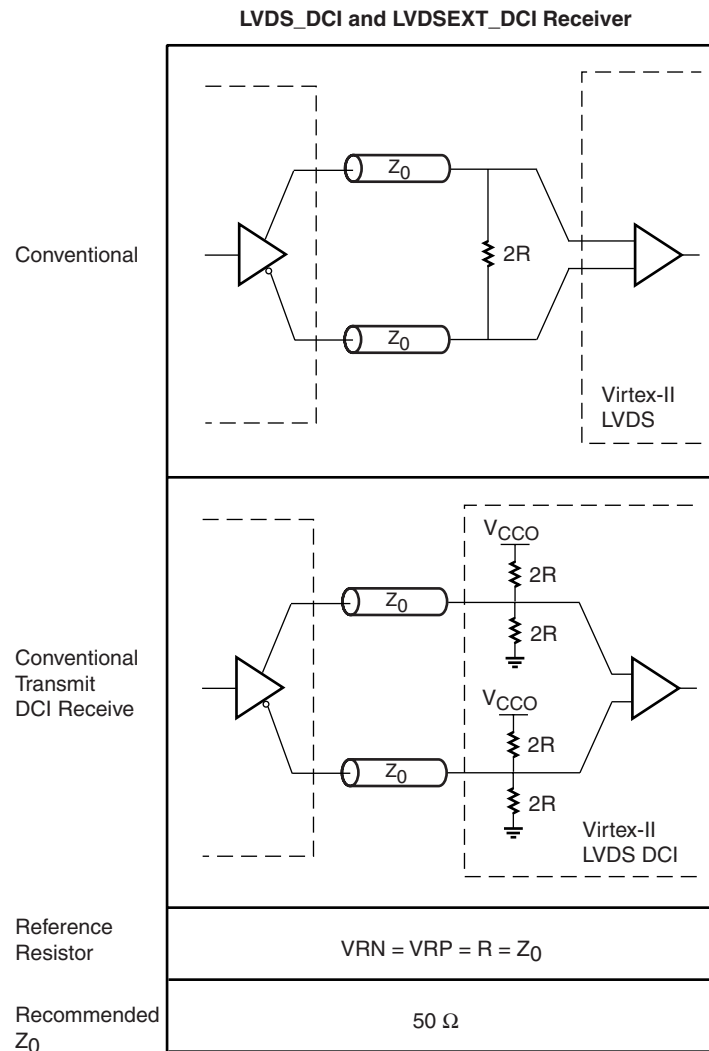 LVDS_DCI and LVDSEXT_DCI Receiver
Conventional
Z0
2R
Z0
Virtex-II
LVDS
Conventional
Transmit
DCI Receive
VCCO
2R
Z0
2R
VCCO
2R
Z0
2R
Virtex-II
LVDS DCI
Reference
Resistor
VRN = VRP = R = Z0
Recommended
Z0
50 Ω